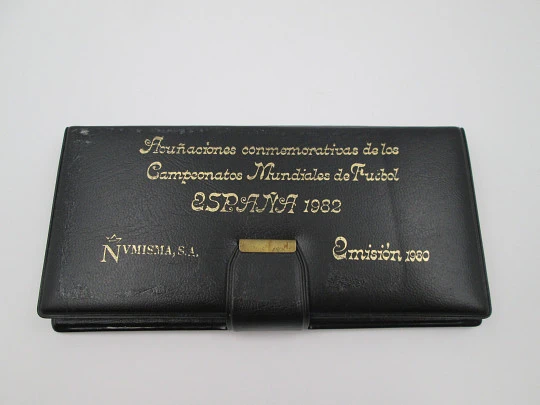 Acuñaciones conmemorativas de los
Campeonatos Mundiales de Futbol
ESPAÑA 1982
NVMISMA, S.A.
Emisión 1980